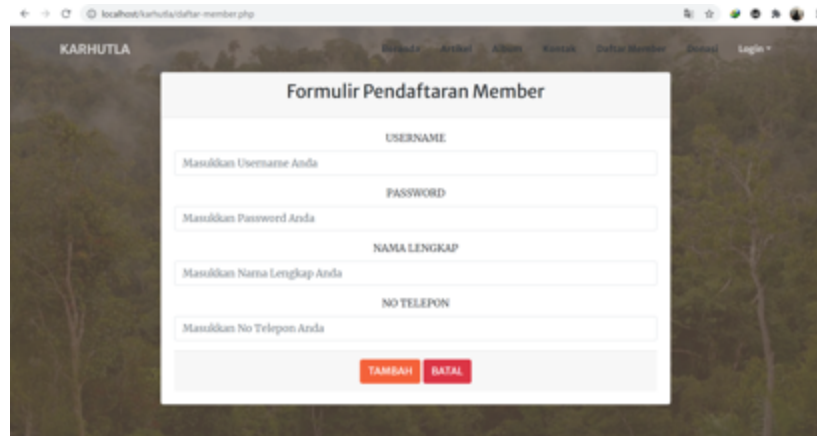 localhost/karhutla/daftar-member.php
KARHUTLA
Beranda Artikel Album Kontak Daftar Member Donasi Login
Formulir Pendaftaran Member
USERNAME
Masukkan Username Anda
PASSWORD
Masukkan Password Anda
NAMA LENGKAP
Masukkan Nama Lengkap Anda
NO TELEPON
Masukkan No Telepon Anda
TAMBAH BATAL